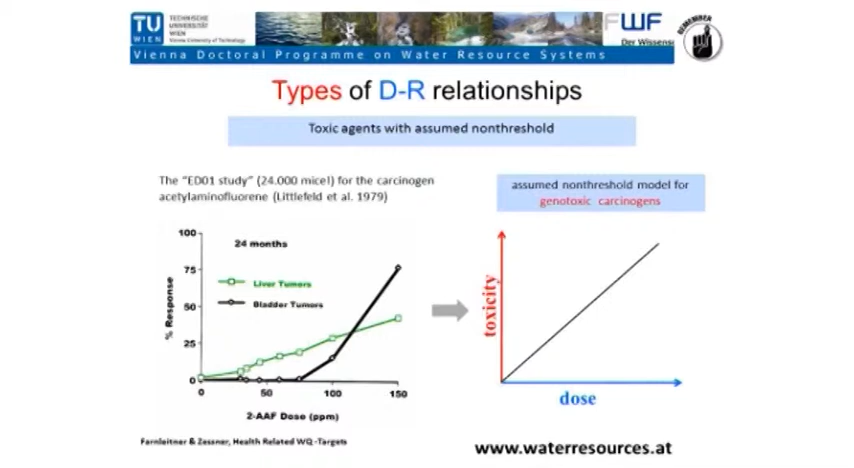 TU
WIEN
TECHNISCHE
UNIVERSITÄT
WIEN
Vienna University of Technology
FWF
Der Wissens
REMEMBER
Vienna Doctoral Programme on Water Resource Systems
Types of D-R relationships
Toxic agents with assumed nonthreshold
The "ED01 study" (24.000 mice!) for the carcinogen
acetylaminofluorene (Littlefeld et al. 1979)
assumed nonthreshold model for
genotoxic carcinogens
100
75
50
25
0
% Response
24 months
Liver Tumors
Bladder Tumors
0
50
100
150
2-AAF Dose (ppm)
toxicity
dose
Farnleitner & Zessner, Health Related WQ -Targets
www.waterresources.at